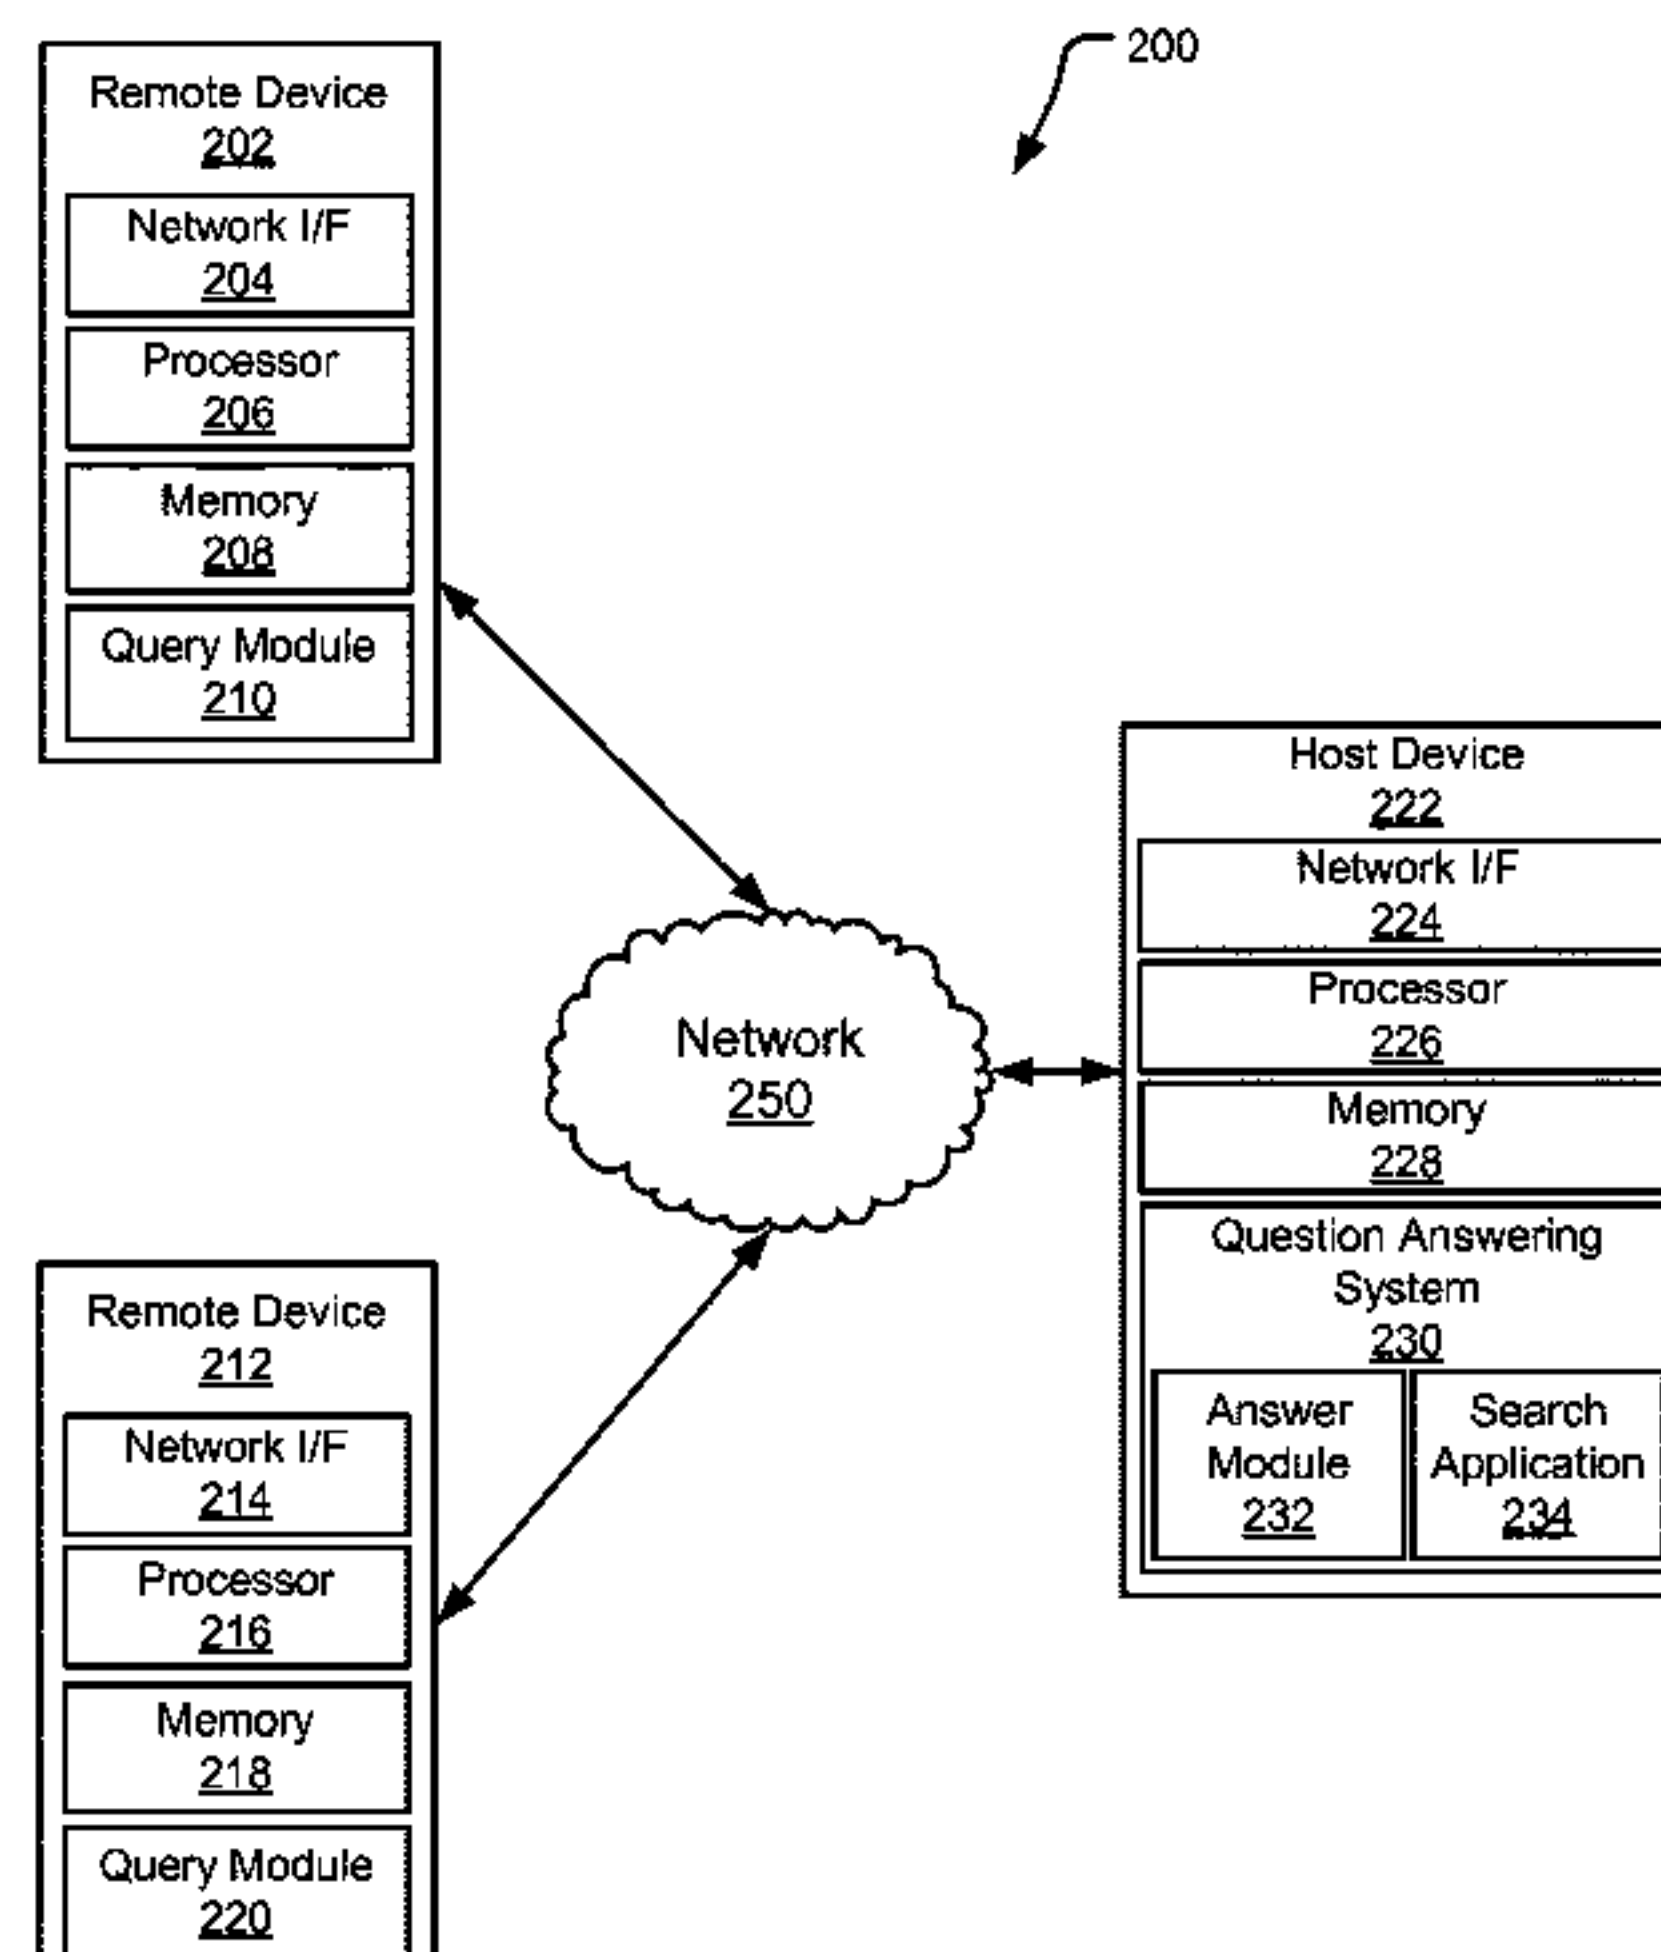 200
Remote Device
202
Network I/F
204
Processor
206
Memory
208
Query Module
210
Network
250
Host Device
222
Network I/F
224
Processor
226
Memory
228
Question Answering
System
230
Answer
Module
232
Search
Application
234
Remote Device
212
Network I/F
214
Processor
216
Memory
218
Query Module
220